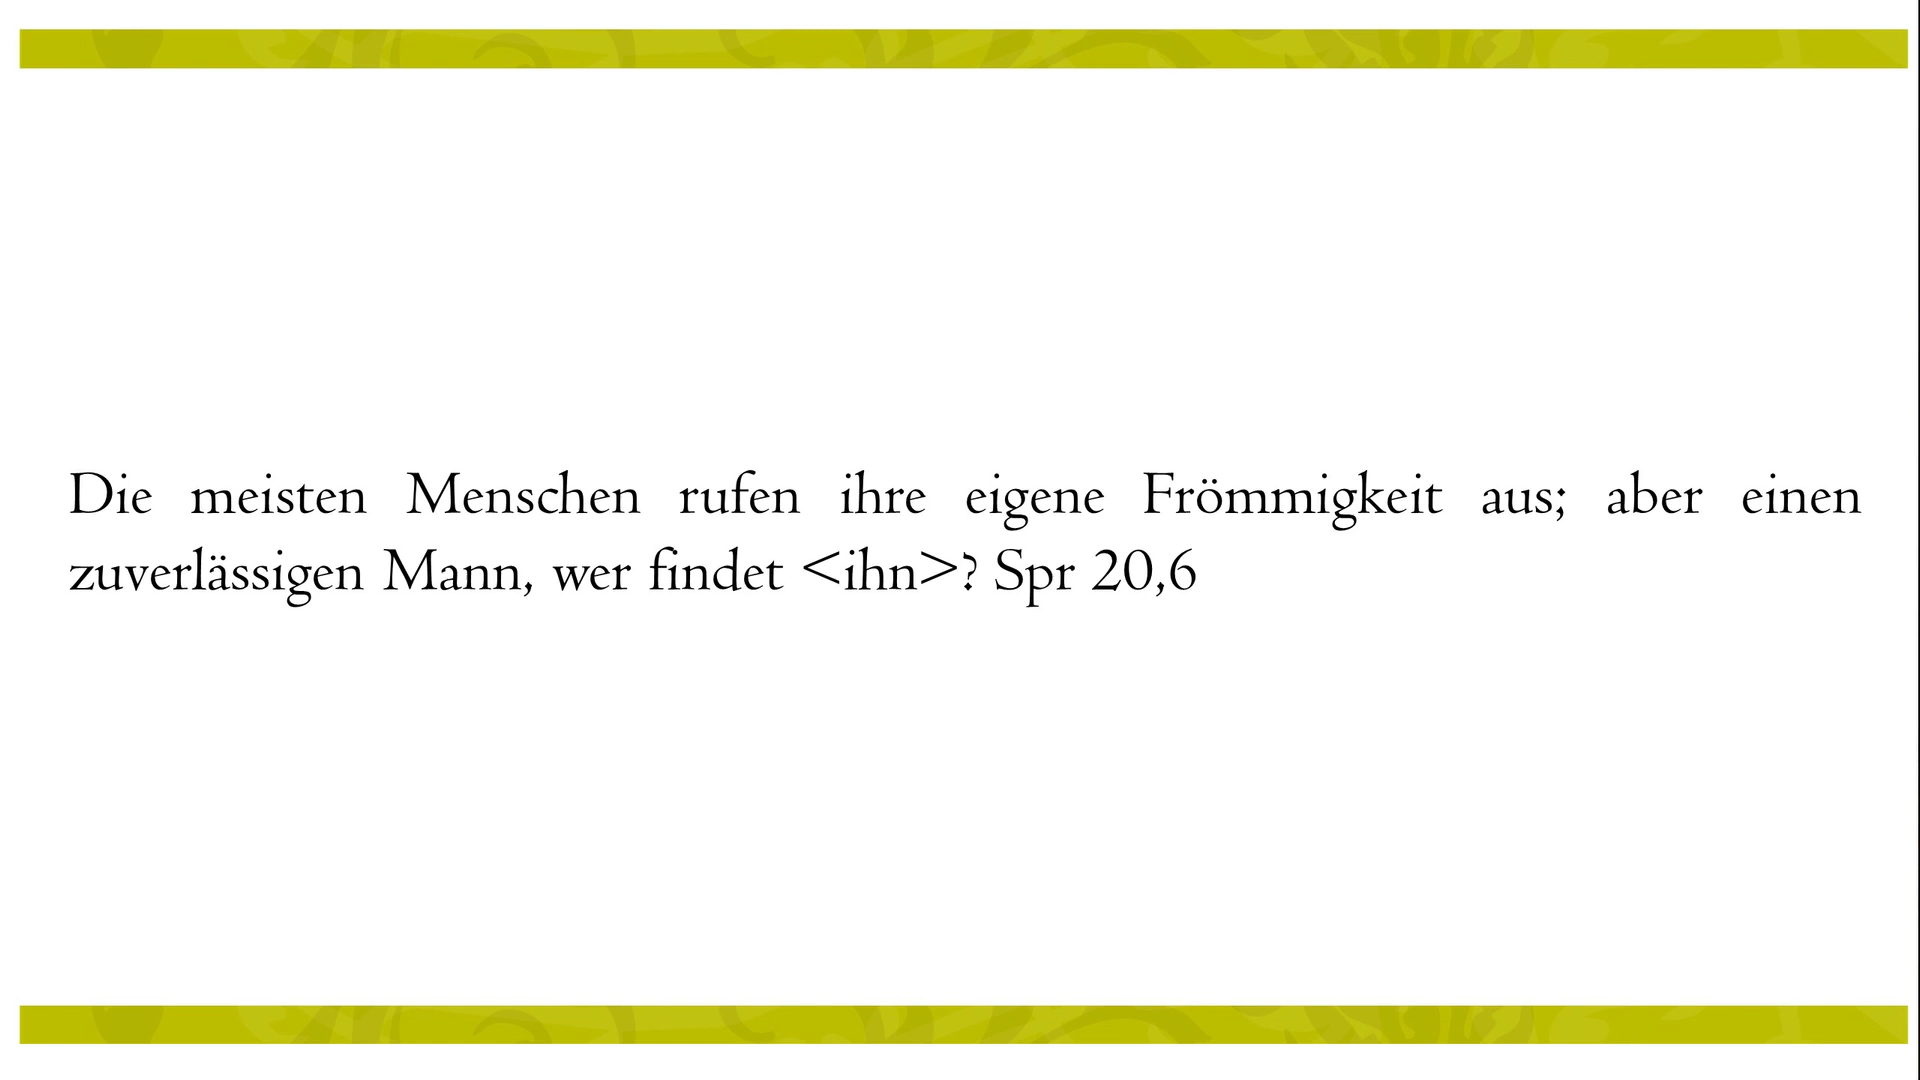 Die meisten Menschen rufen ihre eigene Frömmigkeit aus; aber einen
zuverlässigen Mann, wer findet <ihn>? Spr 20,6